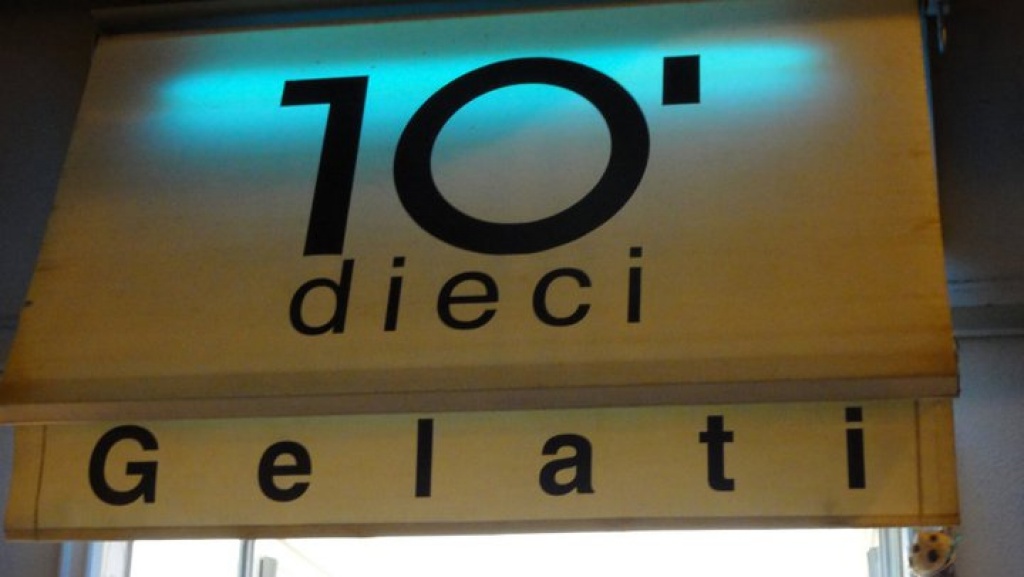 10'
dieci
Gelati